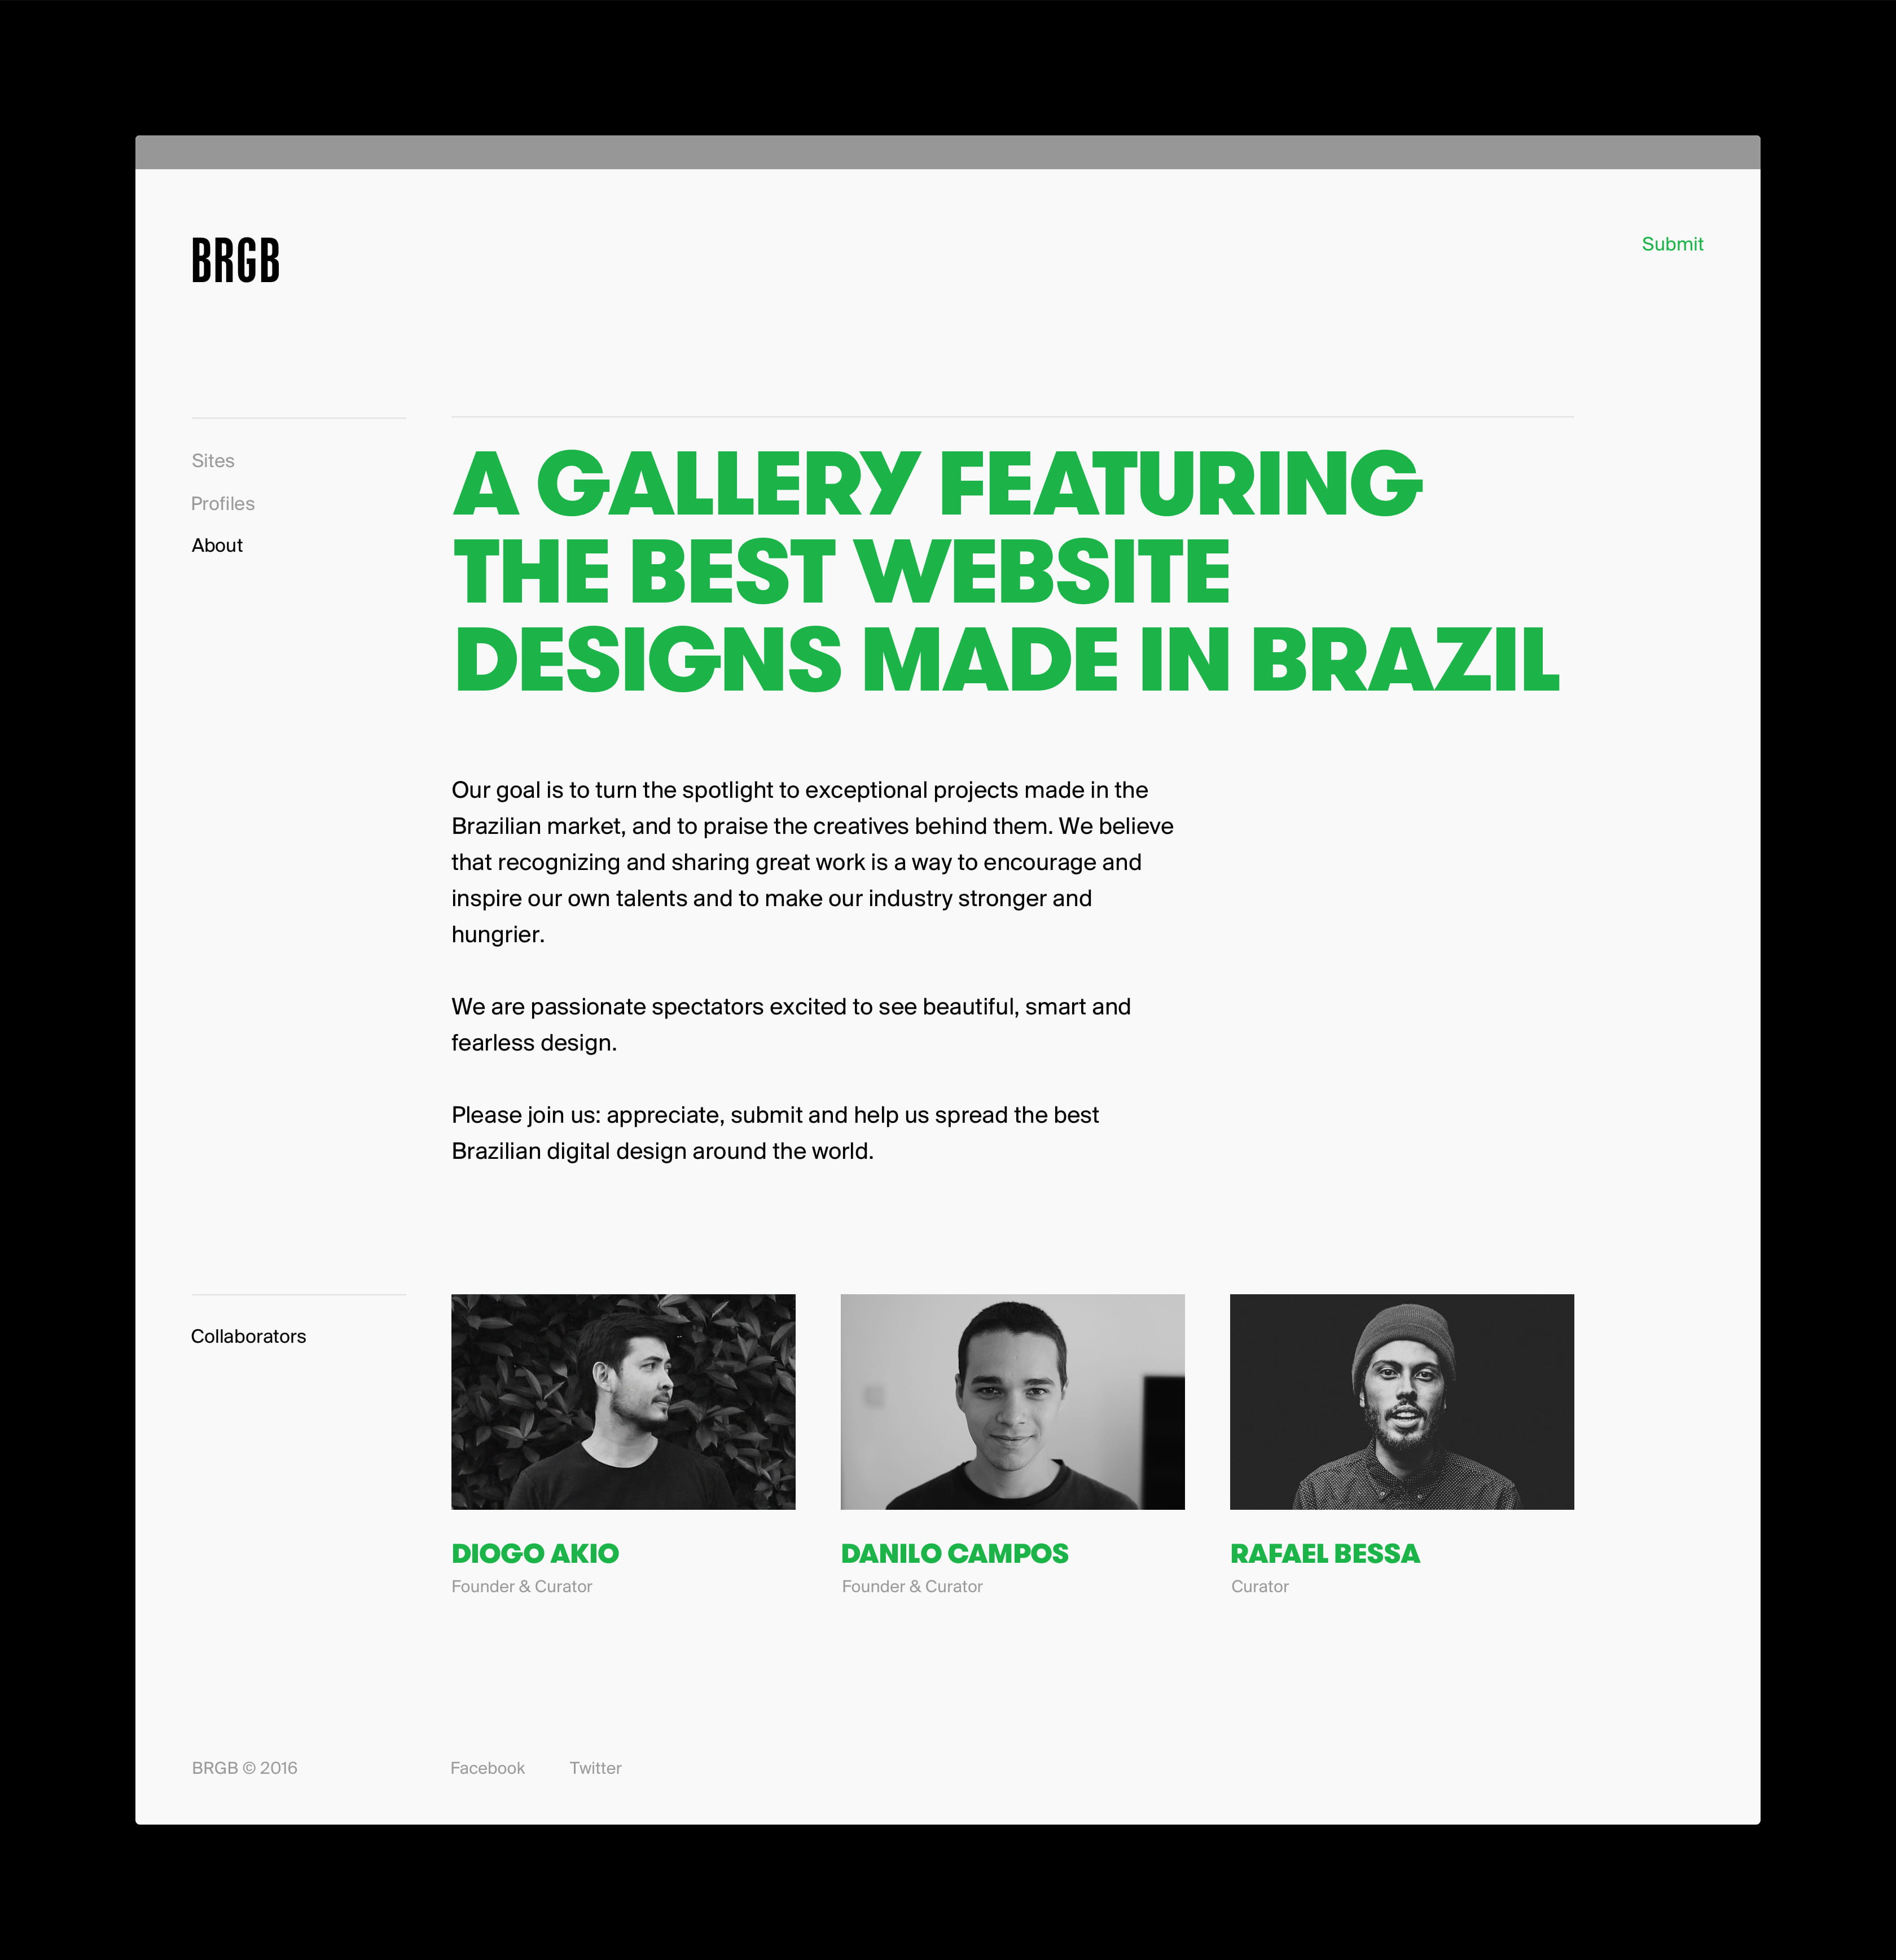 BRGB
Submit
Sites
Profiles
About
A GALLERY FEATURING
THE BEST WEBSITE
DESIGNS MADE IN BRAZIL
Our goal is to turn the spotlight to exceptional projects made in the
Brazilian market, and to praise the creatives behind them. We believe
that recognizing and sharing great work is a way to encourage and
inspire our own talents and to make our industry stronger and
hungrier.
We are passionate spectators excited to see beautiful, smart and
fearless design.
Please join us: appreciate, submit and help us spread the best
Brazilian digital design around the world.
Collaborators
DIOGO AKIO
Founder & Curator
DANILO CAMPOS
Founder & Curator
RAFAEL BESSA
Curator
BRGB © 2016
Facebook
Twitter